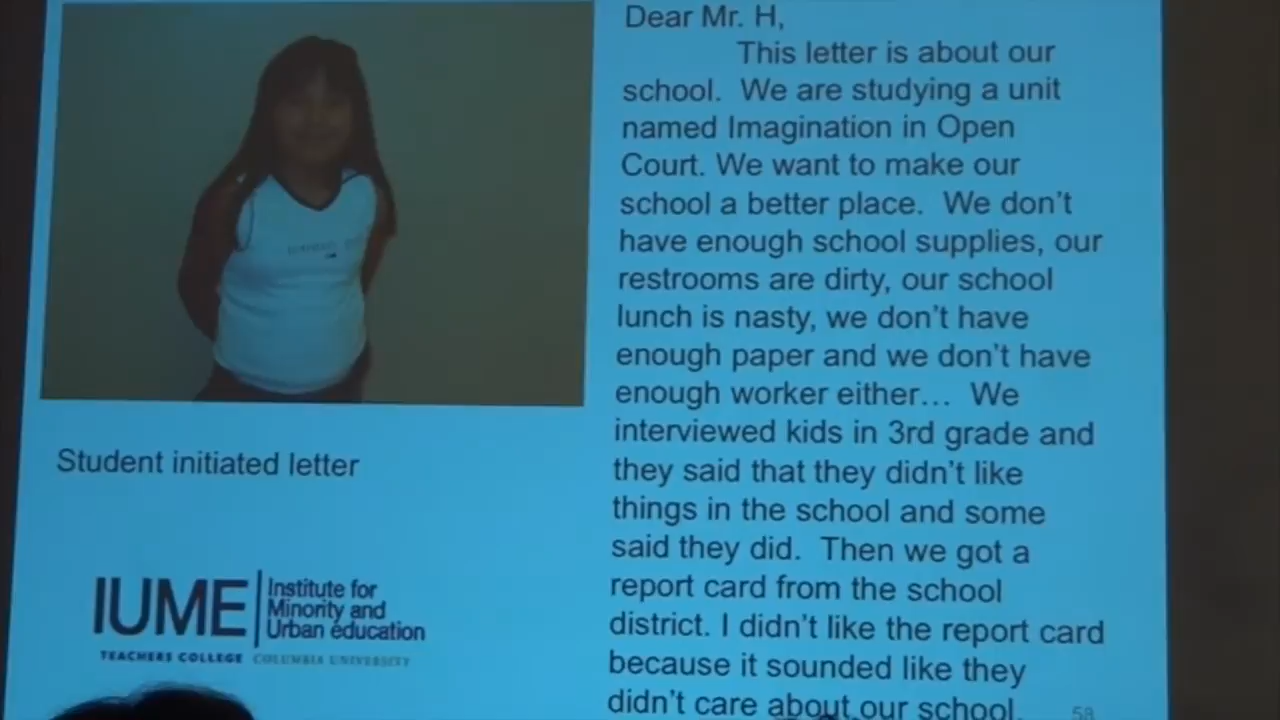 Dear Mr. H,
This letter is about our
school. We are studying a unit
named Imagination in Open
Court. We want to make our
school a better place. We don't
have enough school supplies, our
restrooms are dirty, our school
lunch is nasty, we don't have
enough paper and we don't have
enough worker either… We
interviewed kids in 3rd grade and
they said that they didn't like
things in the school and some
said they did. Then we got a
report card from the school
district. I didn't like the report card
because it sounded like they
didn't care about our school.
58
Student initiated letter
IUME
Institute for
Minority and
Urban education
TEACHERS COLLEGE COLUMBIA UNIVERSITY